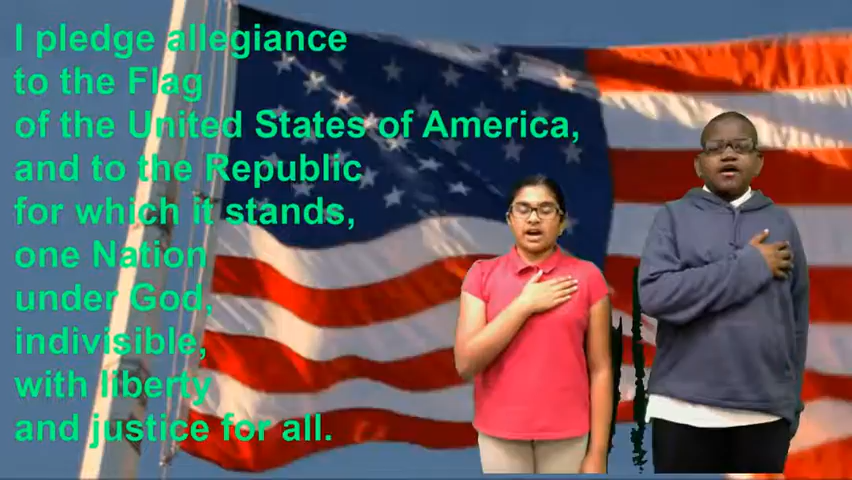 I pledge allegiance
to the Flag
of the United States of America,
and to the Republic
for which it stands,
one Nation
under God,
indivisible,
with liberty
and justice for all.